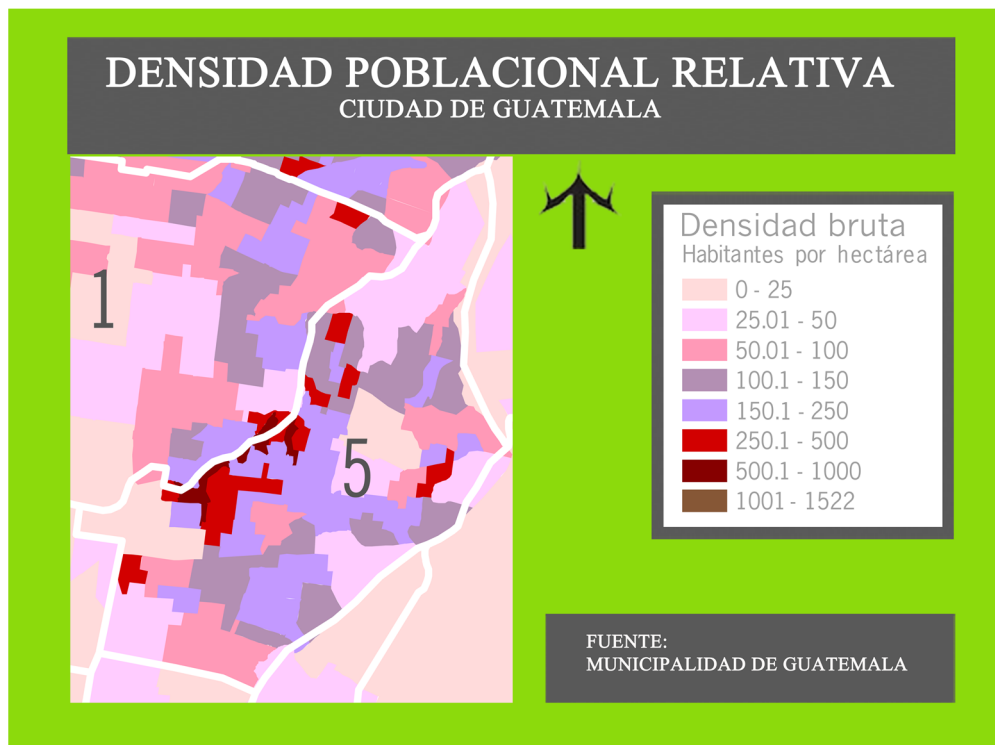 DENSIDAD POBLACIONAL RELATIVA
CIUDAD DE GUATEMALA
1
5
Densidad bruta
Habitantes por hectárea
0 - 25
25.01 - 50
50.01 - 100
100.1 - 150
150.1 - 250
250.1 - 500
500.1 - 1000
1001 - 1522
FUENTE:
MUNICIPALIDAD DE GUATEMALA